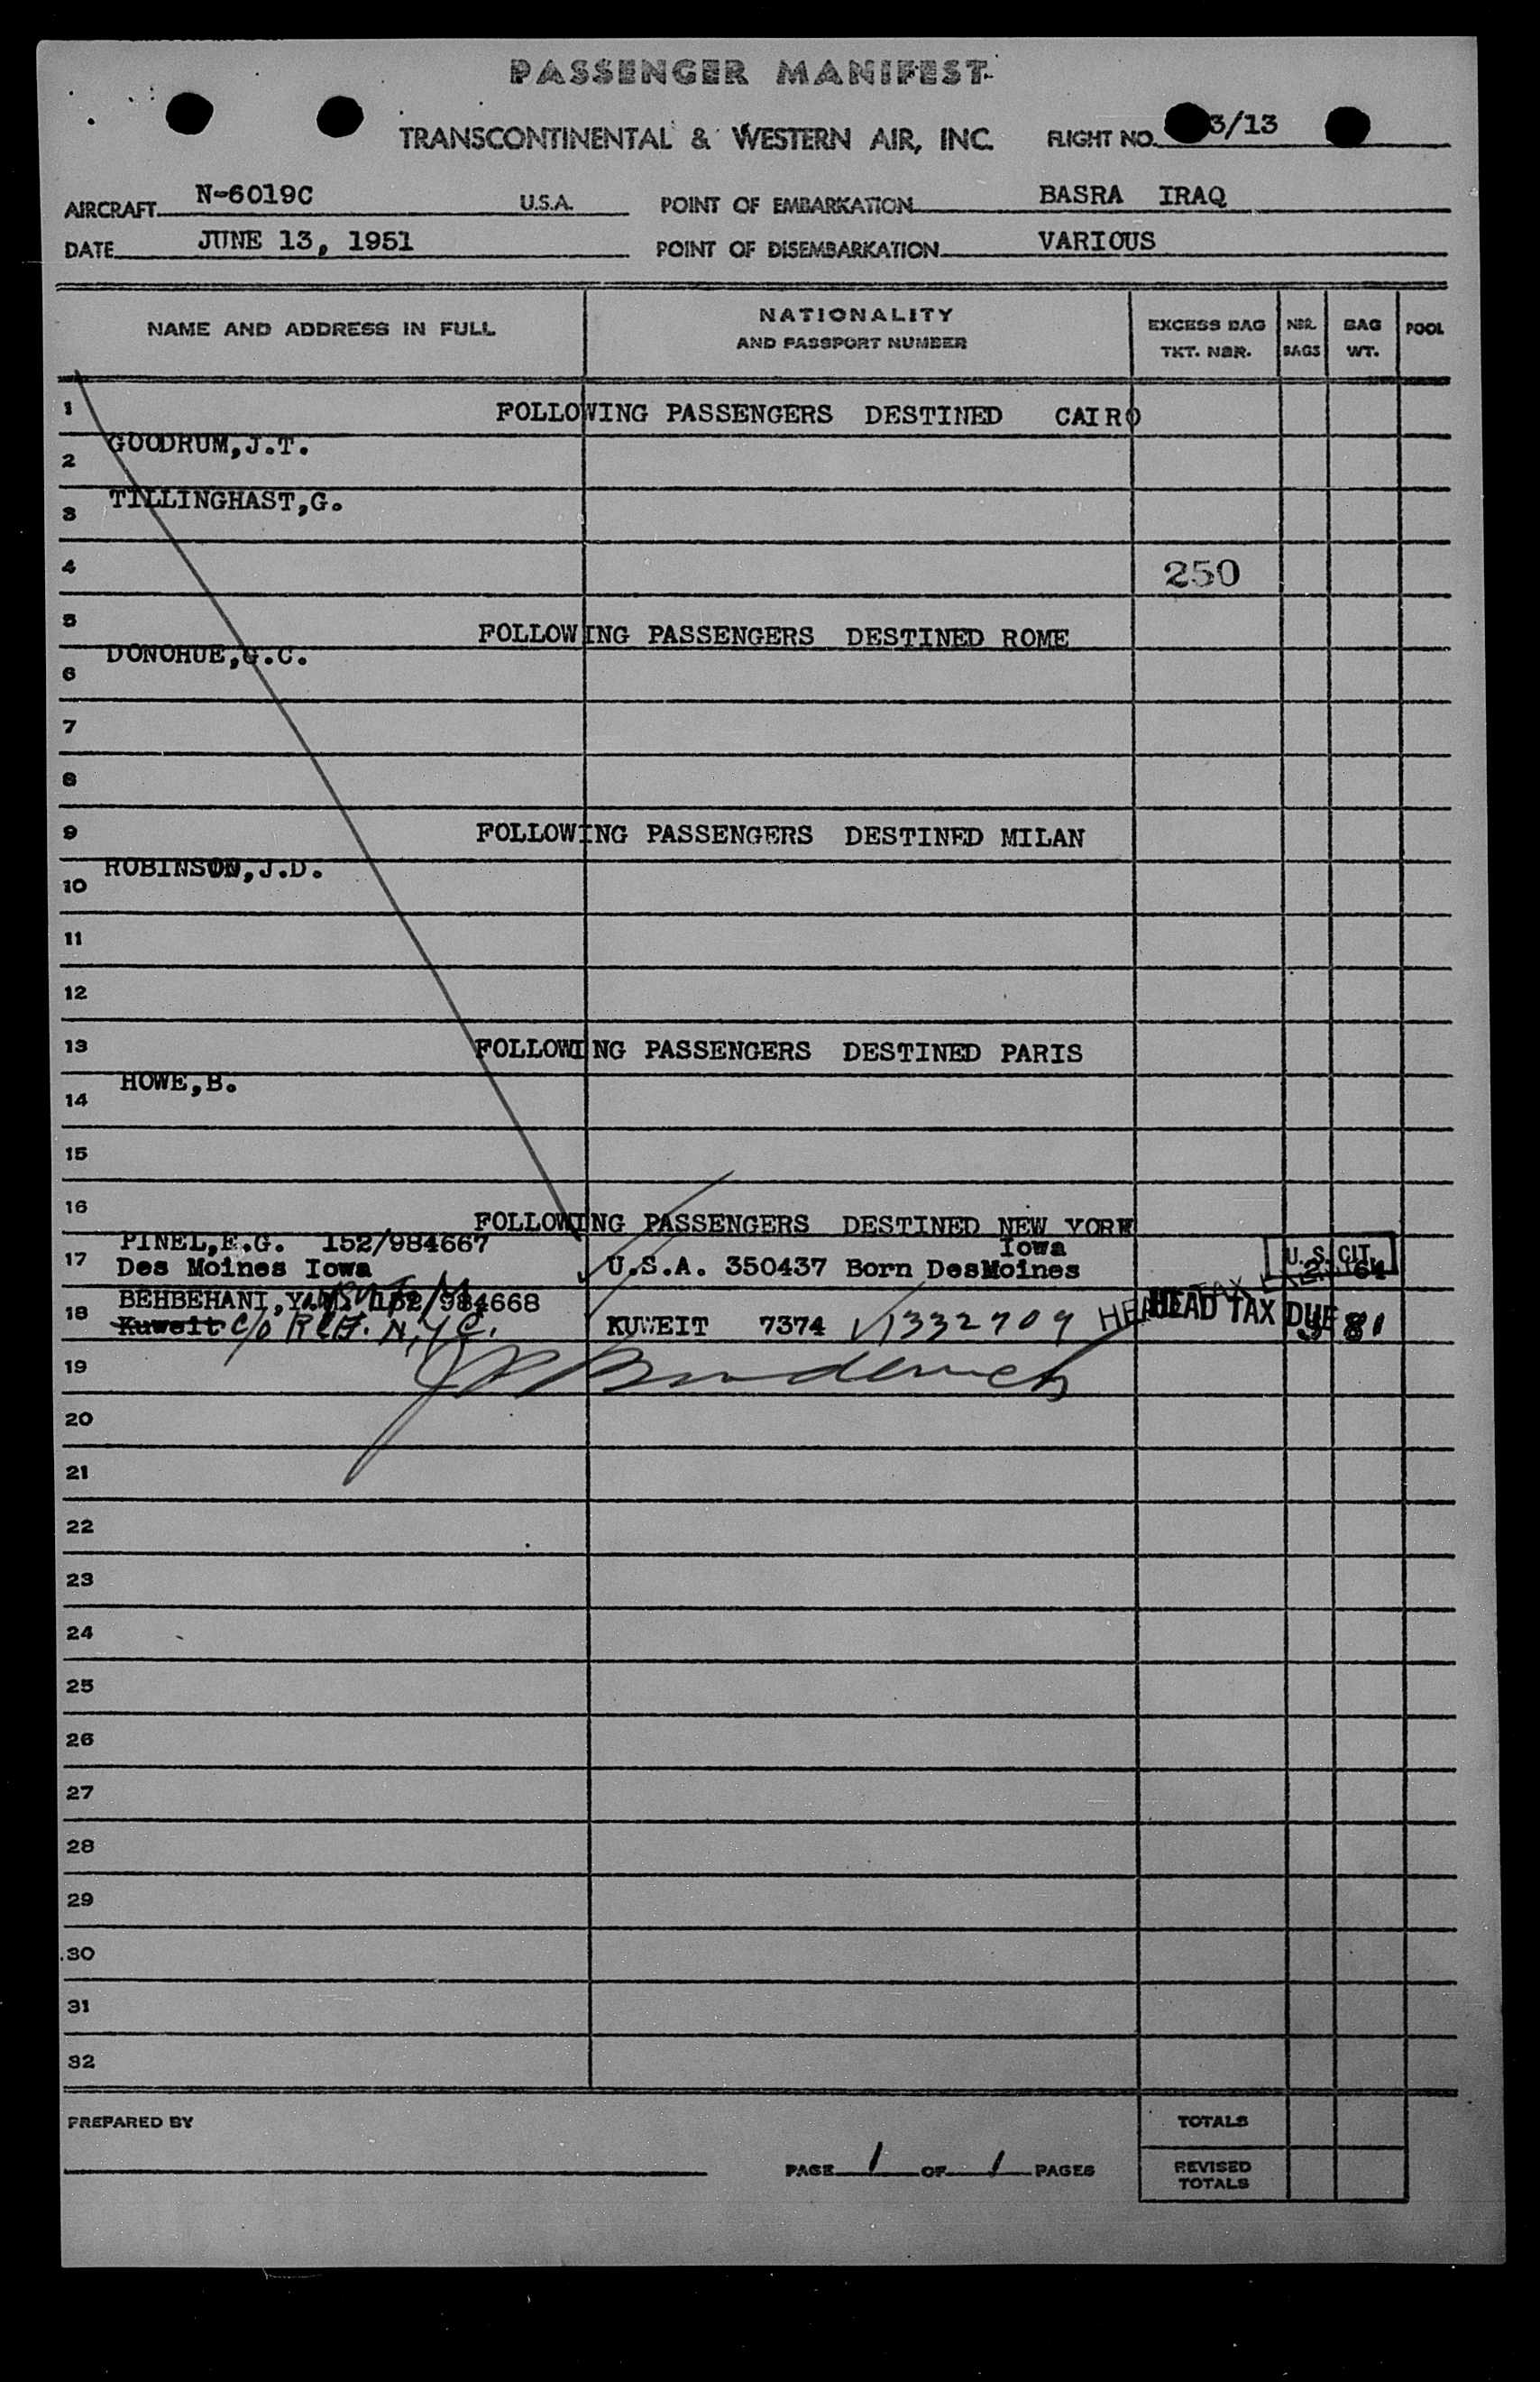 PASSENGER MANIFEST
TRANSCONTINENTAL & WESTERN AIR, INC. FLIGHT NO. 3/13
AIRCRAFT N-6019C U.S.A. POINT OF EMBARKATION BASRA IRAQ
DATE JUNE 13, 1951 POINT OF DISEMBARKATION VARIOUS
NAME AND ADDRESS IN FULL NATIONALITY AND PASSPORT NUMBER EXCESS BAG TKT. NBR. NBR. BAGS BAG WT. POOL
1 FOLLOWING PASSENGERS DESTINED CAIRO
2 GOODRUM,J.T.
3 TILLINGHAST,G.
4 250
5 FOLLOWING PASSENGERS DESTINED ROME
6 DONOHUE,G.C.
7
8
9 FOLLOWING PASSENGERS DESTINED MILAN
10 ROBINSON,J.D.
11
12
13 FOLLOWING PASSENGERS DESTINED PARIS
14 HOWE,B.
15
16 FOLLOWING PASSENGERS DESTINED NEW YORK
PINEL,E.G. 152/984667 Iowa
17 Des Moines Iowa U.S.A. 350437 Born DesMoines U.S. CIT. 2 64
BEHBEHANI, 152/984668
18 Kuweit c/o N.Y.C. KUWEIT 7374 V1332709 HEAD TAX DUE 81
19
20
21
22
23
24
25
26
27
28
29
30
31
32
PREPARED BY TOTALS
PAGE 1 OF 1 PAGES REVISED TOTALS